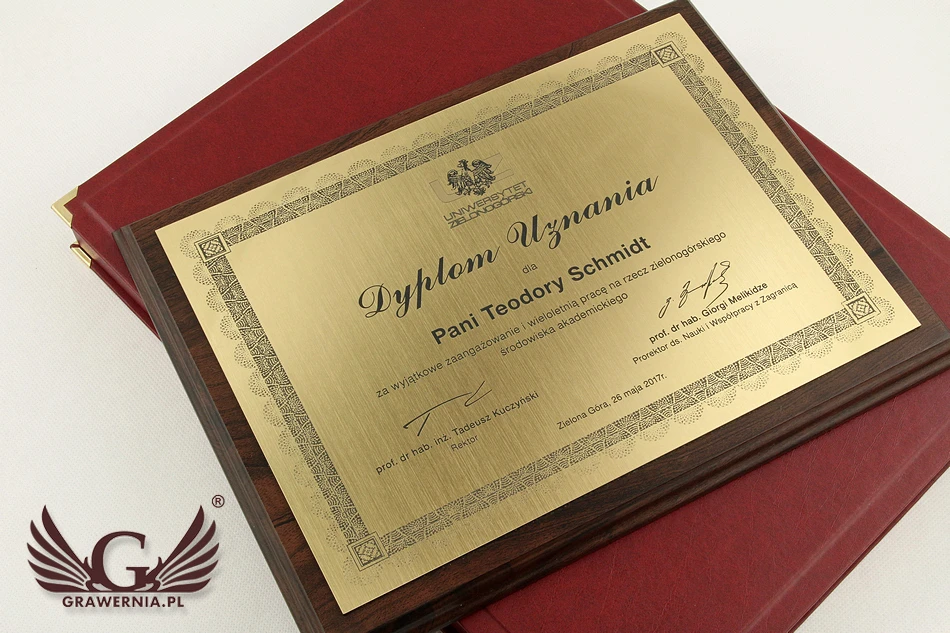 UNIWERSYTET
ZIELONOGÓRSKI
Dyplom Uznania
dla
Pani Teodory Schmidt
za wyjątkowe zaangażowanie i wieloletnią pracę na rzecz zielonogórskiego
środowiska akademickiego
prof. dr hab. Giorgi Melikidze
Prorektor ds. Nauki i Współpracy z Zagranicą
prof. dr hab. inż. Tadeusz Kuczyński
Rektor
Zielona Góra, 26 maja 2017r.
G
®
GRAWERNIA.PL